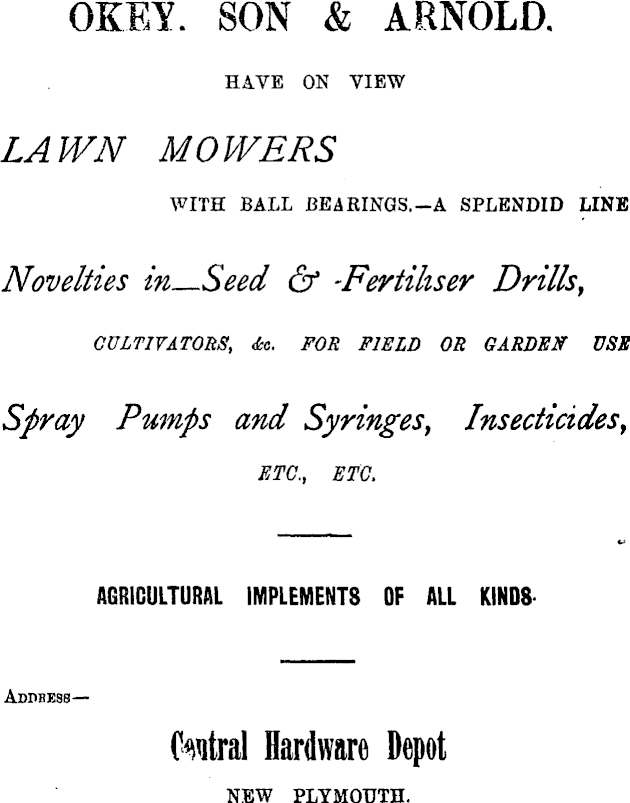 OKEY. SON & ARNOLD.
HAVE ON VIEW
LAWN MOWERS
WITH BALL BEARINGS.—A SPLENDID LINE
Novelties in—Seed & -Fertiliser Drills,
CULTIVATORS, &c. FOR FIELD OR GARDEN USE
Spray Pumps and Syringes, Insecticides,
ETC., ETC.
AGRICULTURAL IMPLEMENTS OF ALL KINDS.
ADDRESS—
Central Hardware Depot
NEW PLYMOUTH.